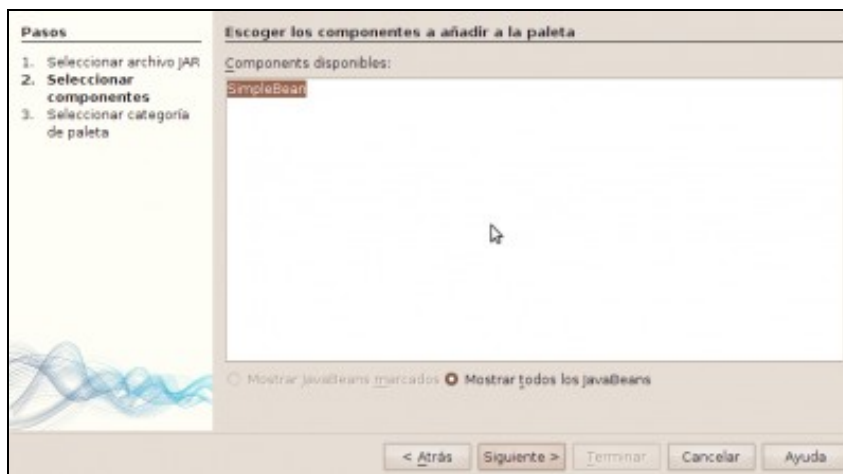 Pasos
1. Seleccionar archivo JAR
2. Seleccionar
componentes
3. Seleccionar categoría
de paleta
Escoger los componentes a añadir a la paleta
Components disponibles:
SimpleBean
Mostrar JavaBeans marcados Mostrar todos los JavaBeans
< Atrás Siguiente > Terminar Cancelar Ayuda